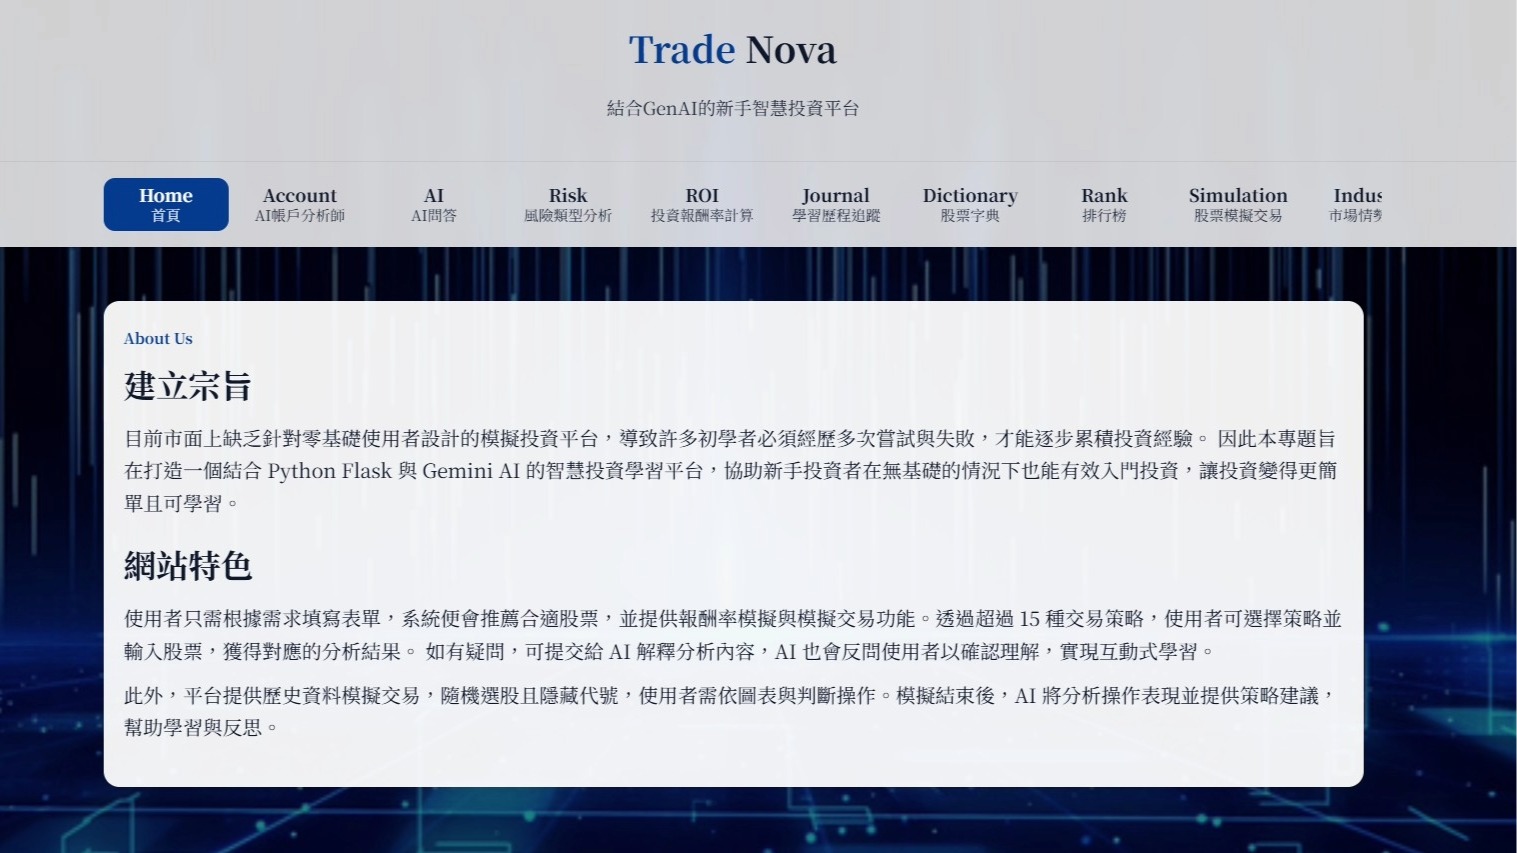 Trade Nova
結合GenAI的新手智慧投資平台
Home
首頁
Account
AI帳戶分析師
AI
AI問答
Risk
風險類型分析
ROI
投資報酬率計算
Journal
學習歷程追蹤
Dictionary
股票字典
Rank
排行榜
Simulation
股票模擬交易
Indus
市場情
About Us
建立宗旨
目前市面上缺乏針對零基礎使用者設計的模擬投資平台，導致許多初學者必須經歷多次嘗試與失敗，才能逐步累積投資經驗。 因此本專題旨
在打造一個結合 Python Flask 與 Gemini AI 的智慧投資學習平台，協助新手投資者在無基礎的情況下也能有效入門投資，讓投資變得更簡
單且可學習。
網站特色
使用者只需根據需求填寫表單，系統便會推薦合適股票，並提供報酬率模擬與模擬交易功能。透過超過 15 種交易策略，使用者可選擇策略並
輸入股票，獲得對應的分析結果。 如有疑問，可提交給 AI 解釋分析內容，AI 也會反問使用者以確認理解，實現互動式學習。
此外，平台提供歷史資料模擬交易，隨機選股且隱藏代號，使用者需依圖表與判斷操作。模擬結束後，AI 將分析操作表現並提供策略建議，
幫助學習與反思。